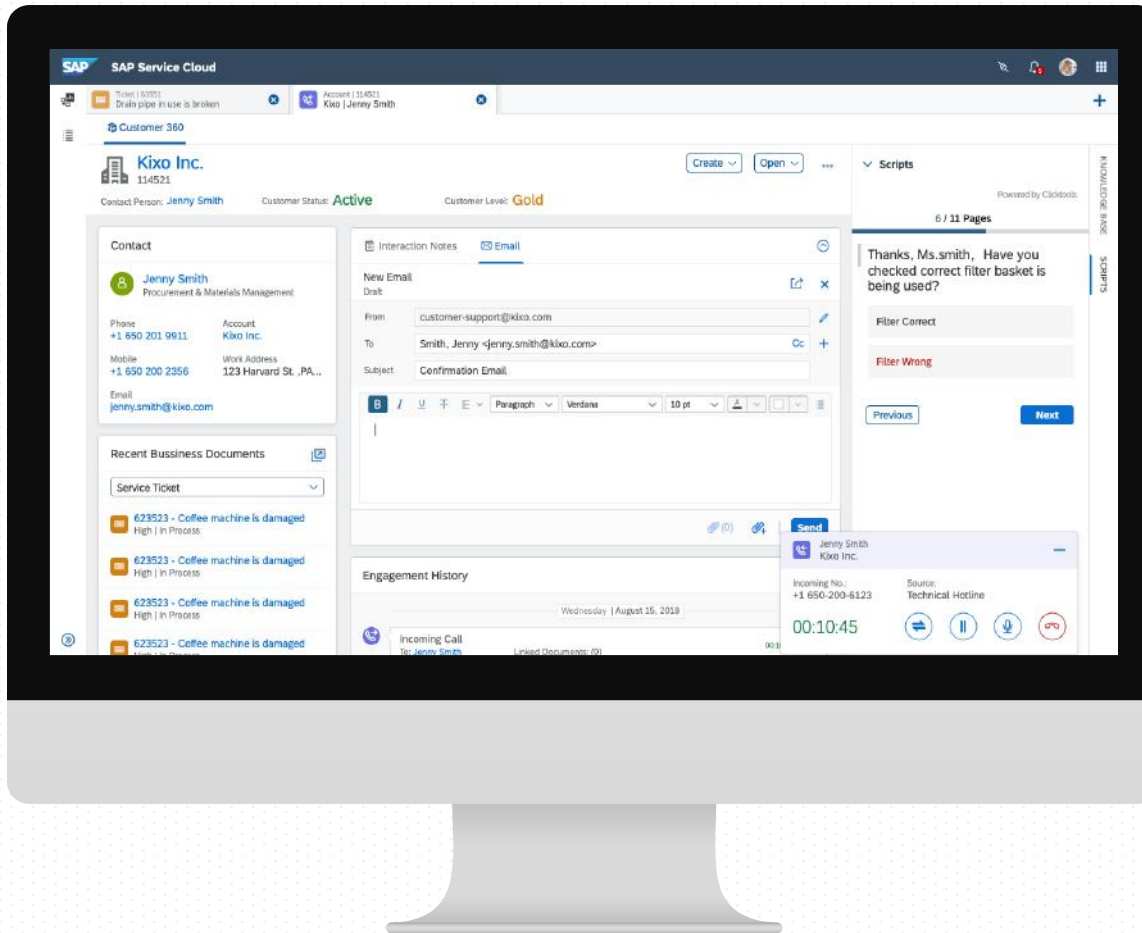 SAP SAP Service Cloud
Ticket | 63551
Drain pipe in use is broken
Account | 314521
Kixo | Jenny Smith
Customer 360
Kixo Inc.
114521
Create
Open
Contact Person: Jenny Smith
Customer Status: Active
Customer Level: Gold
Contact
Jenny Smith
Procurement & Materials Management
Phone
+1 650 201 9911
Account
Kixo Inc.
Mobile
+1 650 200 2356
Work Address
123 Harvard St. ,PA...
Email
jenny.smith@kixo.com
Recent Bussiness Documents
Service Ticket
623523 - Coffee machine is damaged
High | In Process
623523 - Coffee machine is damaged
High | In Process
623523 - Coffee machine is damaged
High | In Process
623523 - Coffee machine is damaged
High | In Process
Interaction Notes
Email
New Email
Draft
From customer-support@kixo.com
To Smith, Jenny <jenny.smith@kixo.com> Cc
Subject Confirmation Email
B I U T Paragraph Verdana 10 pt A
(0)
Send
Engagement History
Wednesday | August 15, 2018
Incoming Call
To: Jenny Smith
Linked Documents: (0)
Scripts
Powered by Clicktools
6 / 11 Pages
Thanks, Ms.smith, Have you
checked correct filter basket is
being used?
Filter Correct
Filter Wrong
Previous
Next
KNOWLEDGE BASE
SCRIPTS
Jenny Smith
Kixo Inc.
Incoming No.:
+1 650-200-6123
Source:
Technical Hotline
00:10:45